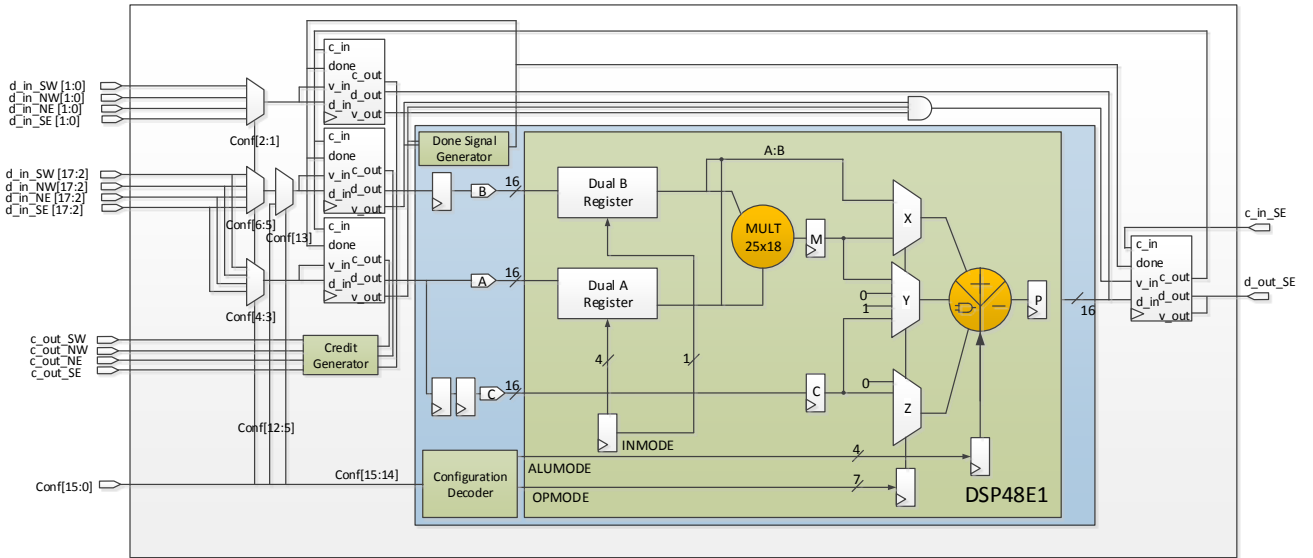 d_in_SW [1:0]
d_in_NW[1:0]
d_in_NE [1:0]
d_in_SE [1:0]
Conf[2:1]
c_in
done
c_out
v_in
d_out
d_in
v_out
d_in_SW [17:2]
d_in_NW[17:2]
d_in_NE [17:2]
d_in_SE [17:2]
Conf[6:5]
Conf[13]
c_in
done
c_out
v_in
d_out
d_in
v_out
Conf[4:3]
c_in
done
c_out
v_in
d_out
d_in
v_out
c_out_SW
c_out_NW
c_out_NE
c_out_SE
Credit
Generator
Conf[12:5]
Conf[15:0]
Conf[15:14]
Done Signal
Generator
B
16
Dual B
Register
A:B
MULT
25x18
M
X
A
16
Dual A
Register
0
1
Y
P
16
4
1
C
16
C
0
Z
INMODE
Configuration
Decoder
ALUMODE
4
OPMODE
7
DSP48E1
c_in
done
c_out
v_in
d_out
d_in
v_out
c_in_SE
d_out_SE